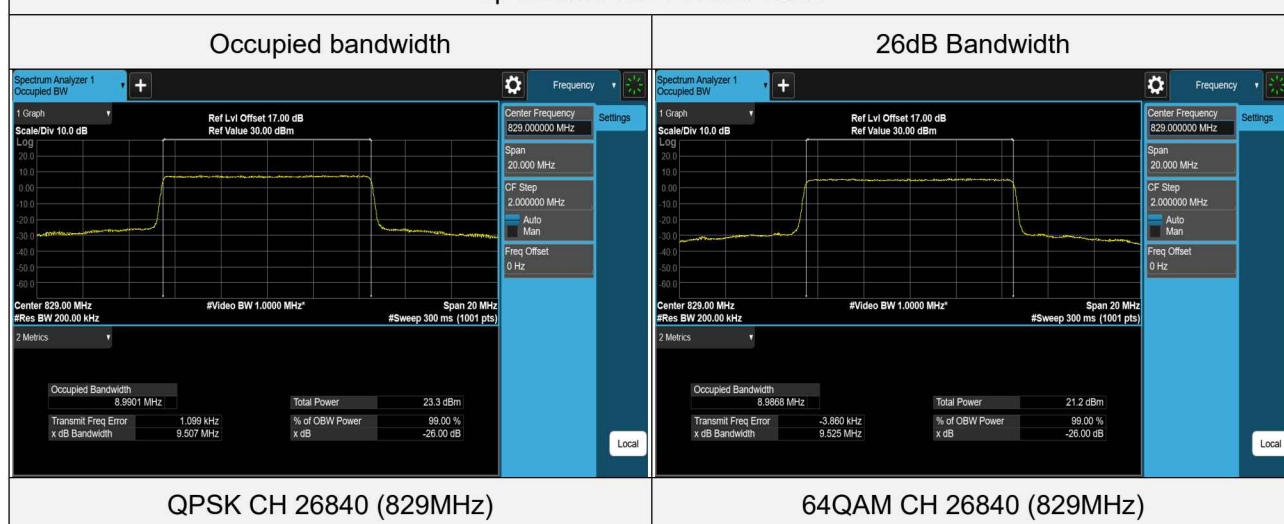 Occupied bandwidth
26dB Bandwidth
Spectrum Analyzer 1
Occupied BW
+
Frequency
1 Graph
Scale/Div 10.0 dB
Ref Lvl Offset 17.00 dB
Ref Value 30.00 dBm
Log
20.0
10.0
0.00
-10.0
-20.0
-30.0
-40.0
-50.0
-60.0
Center 829.00 MHz
#Video BW 1.0000 MHz*
Span 20 MHz
#Res BW 200.00 kHz
#Sweep 300 ms (1001 pts)
Center Frequency
829.000000 MHz
Settings
Span
20.000 MHz
CF Step
2.000000 MHz
Auto
Man
Freq Offset
0 Hz
2 Metrics
Occupied Bandwidth
8.9901 MHz
Total Power 23.3 dBm
Transmit Freq Error 1.099 kHz
% of OBW Power 99.00 %
x dB Bandwidth 9.507 MHz
x dB -26.00 dB
Local
Spectrum Analyzer 1
Occupied BW
+
Frequency
1 Graph
Scale/Div 10.0 dB
Ref Lvl Offset 17.00 dB
Ref Value 30.00 dBm
Log
20.0
10.0
0.00
-10.0
-20.0
-30.0
-40.0
-50.0
-60.0
Center 829.00 MHz
#Video BW 1.0000 MHz*
Span 20 MHz
#Res BW 200.00 kHz
#Sweep 300 ms (1001 pts)
Center Frequency
829.000000 MHz
Settings
Span
20.000 MHz
CF Step
2.000000 MHz
Auto
Man
Freq Offset
0 Hz
2 Metrics
Occupied Bandwidth
8.9868 MHz
Total Power 21.2 dBm
Transmit Freq Error -3.860 kHz
% of OBW Power 99.00 %
x dB Bandwidth 9.525 MHz
x dB -26.00 dB
Local
QPSK CH 26840 (829MHz)
64QAM CH 26840 (829MHz)